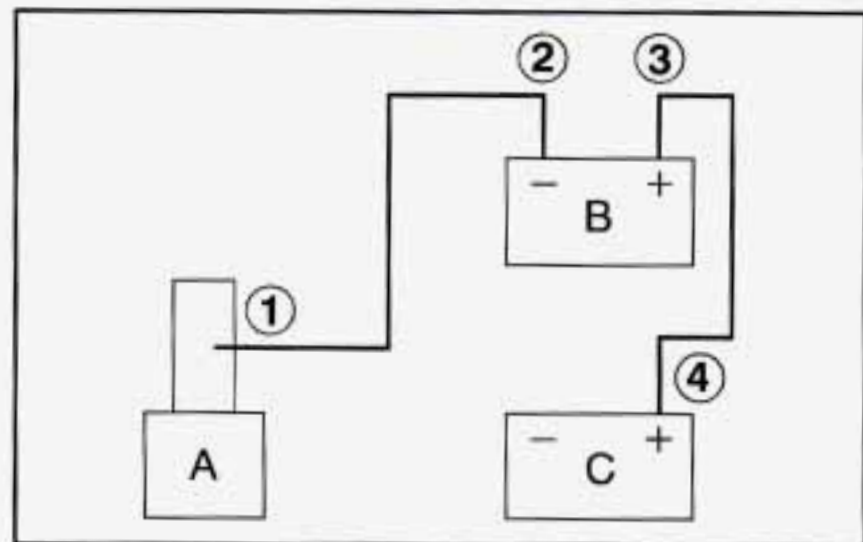 ② ③
− +
B
①
④
− +
A C